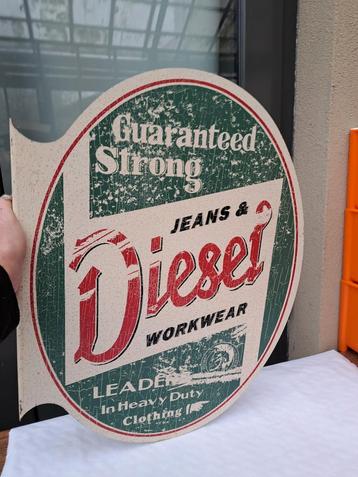 Guaranteed
Strong
JEANS &
Diesel
WORKWEAR
LEADER
In Heavy Duty
Clothing